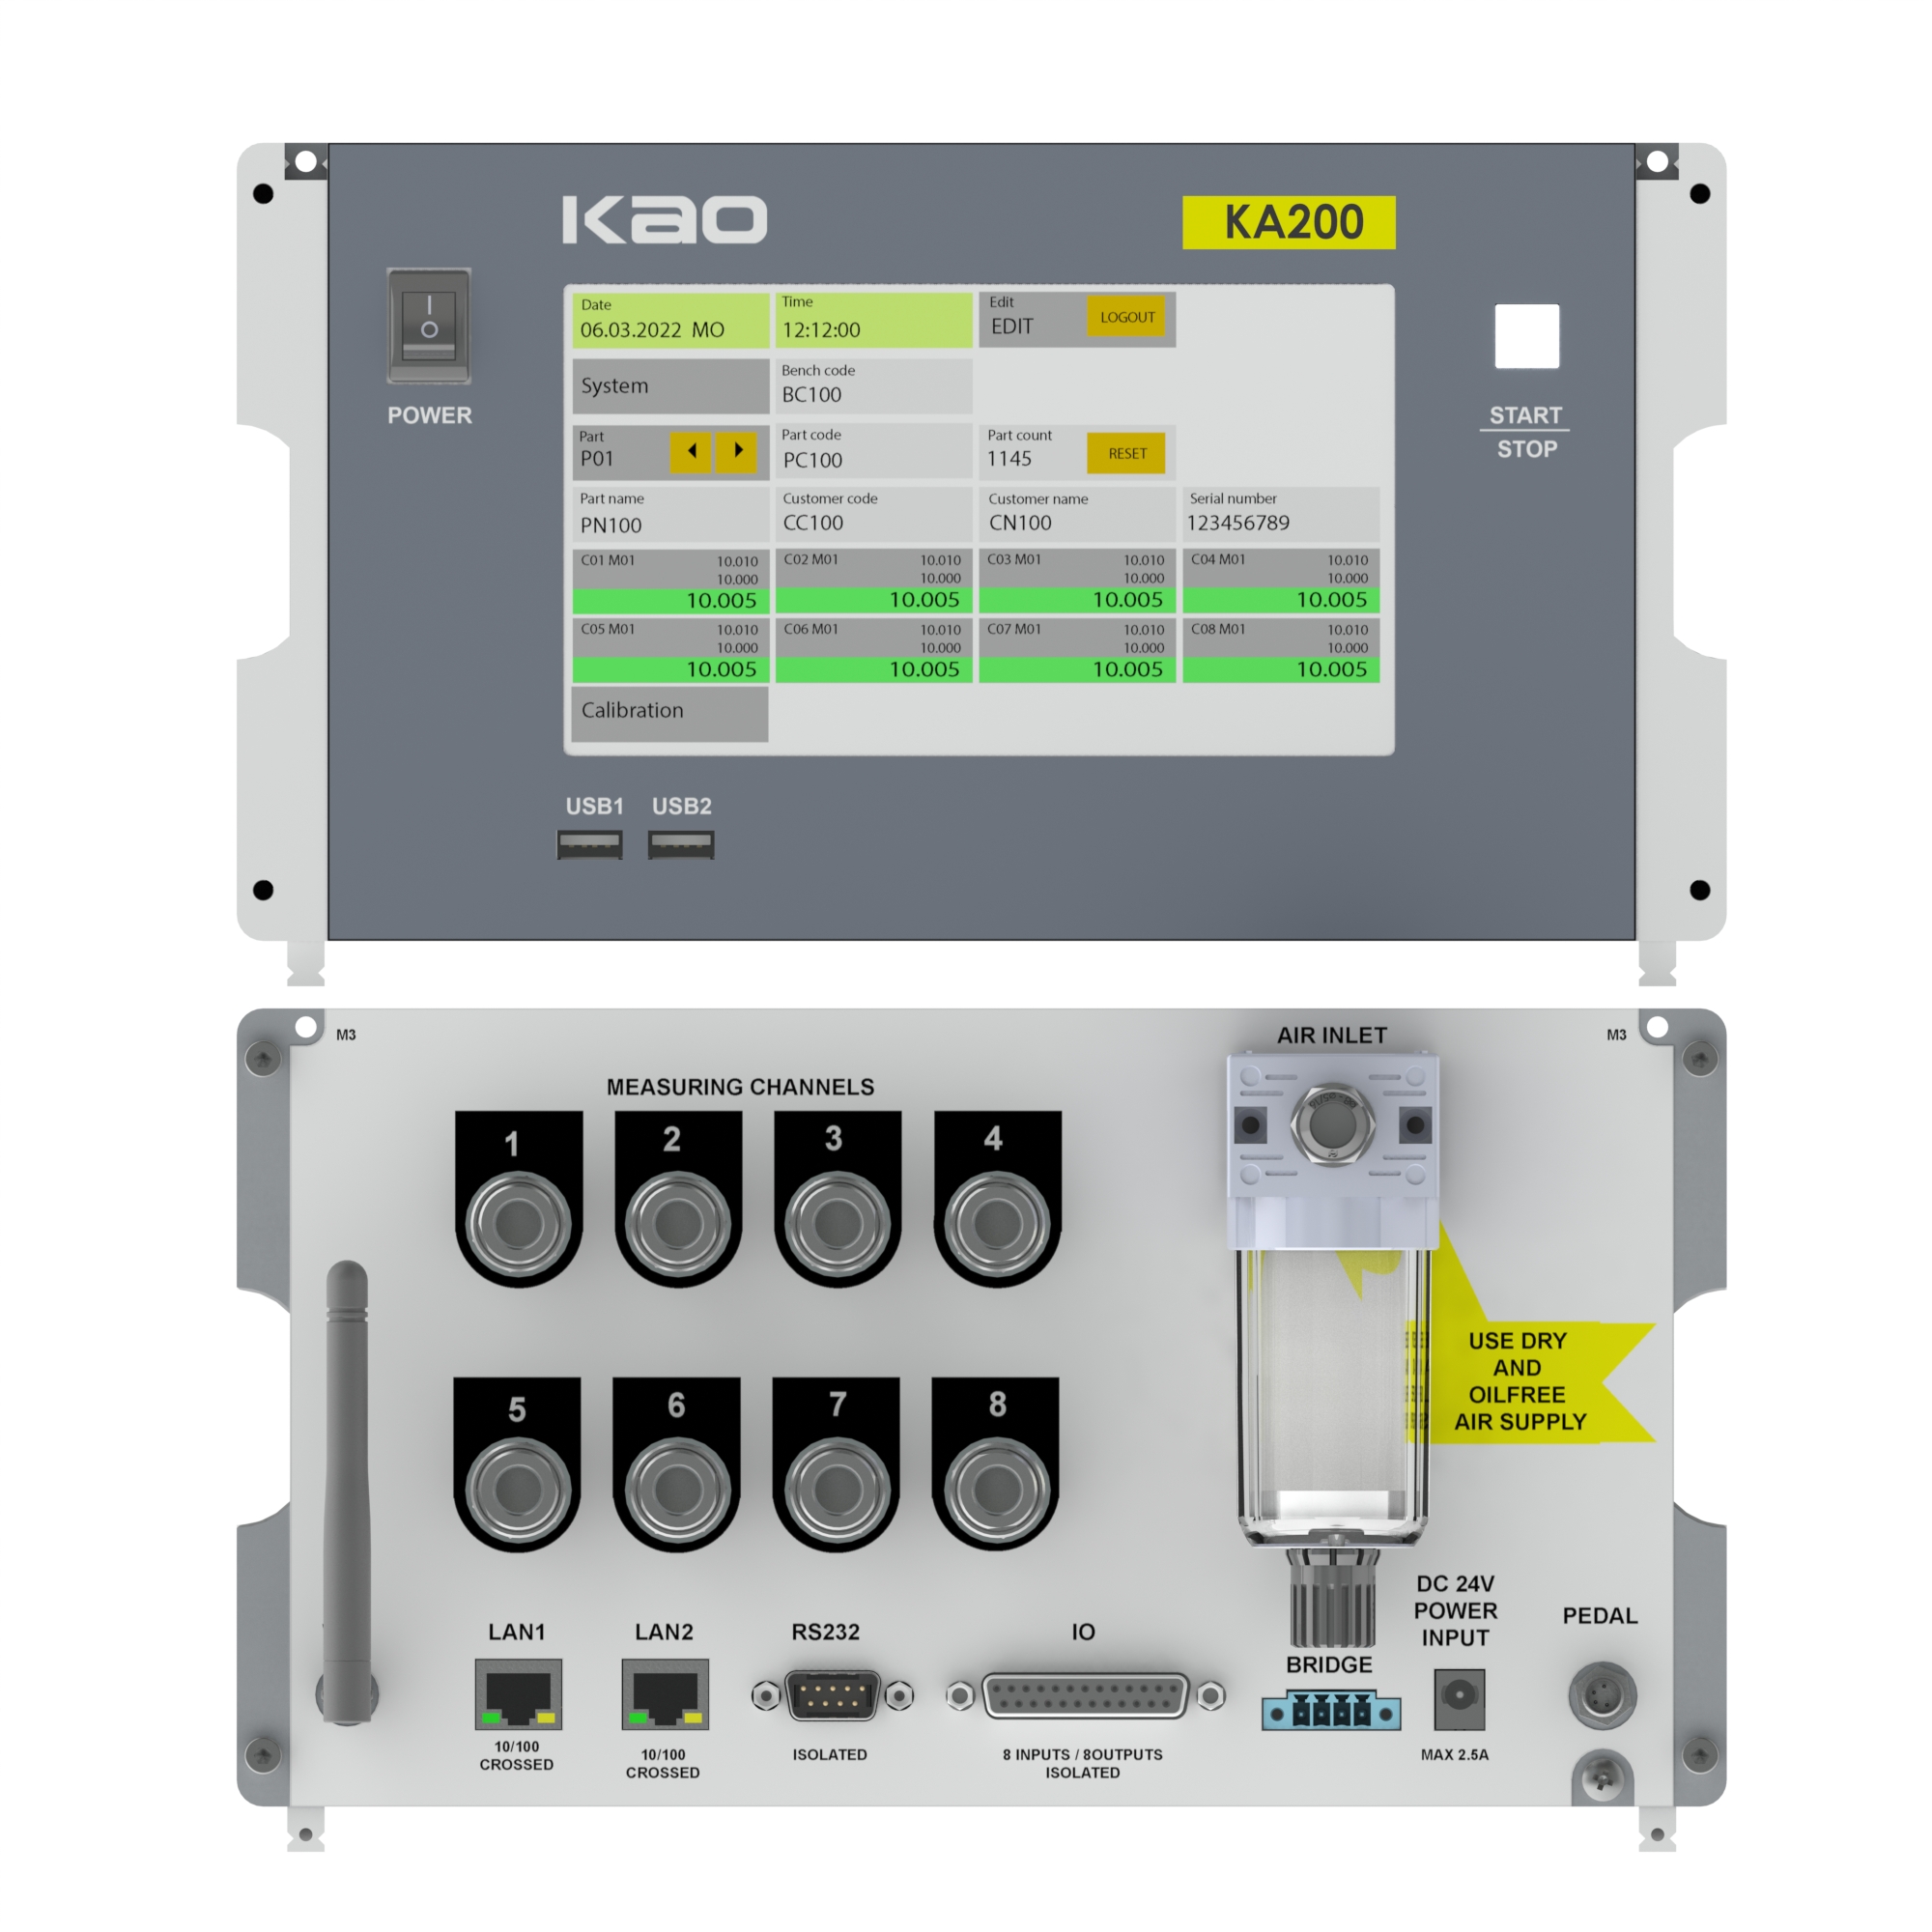 Kao
KA200
POWER
Date
06.03.2022 MO
Time
12:12:00
Edit
EDIT
LOGOUT
System
Bench code
BC100
Part
P01
Part code
PC100
Part count
1145
RESET
Part name
PN100
Customer code
CC100
Customer name
CN100
Serial number
123456789
C01 M01
10.010
10.000
10.005
C02 M01
10.010
10.000
10.005
C03 M01
10.010
10.000
10.005
C04 M01
10.010
10.000
10.005
C05 M01
10.010
10.000
10.005
C06 M01
10.010
10.000
10.005
C07 M01
10.010
10.000
10.005
C08 M01
10.010
10.000
10.005
Calibration
START
STOP
USB1
USB2
M3
M3
AIR INLET
MEASURING CHANNELS
1
2
3
4
5
6
7
8
USE DRY
AND
OILFREE
AIR SUPPLY
LAN1
10/100
CROSSED
LAN2
10/100
CROSSED
RS232
ISOLATED
IO
8 INPUTS / 8OUTPUTS
ISOLATED
BRIDGE
DC 24V
POWER
INPUT
MAX 2.5A
PEDAL